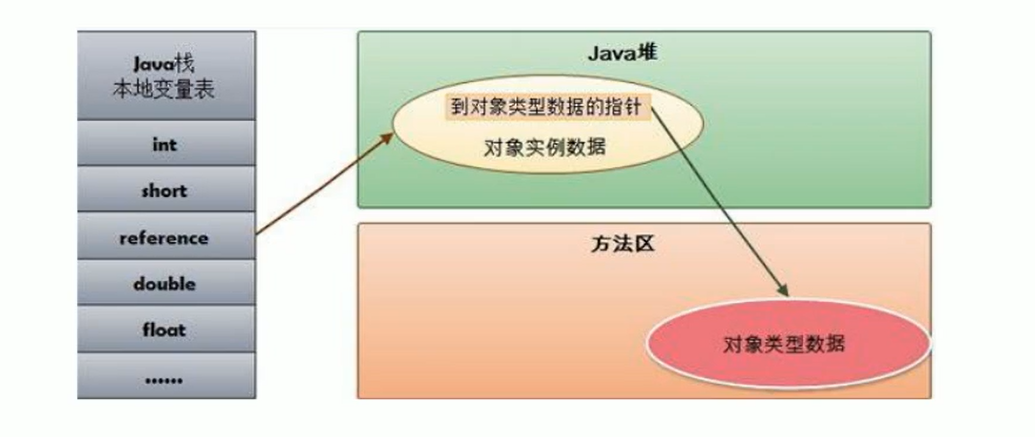 Java栈
本地变量表
int
short
reference
double
float
......
Java堆
到对象类型数据的指针
对象实例数据
方法区
对象类型数据